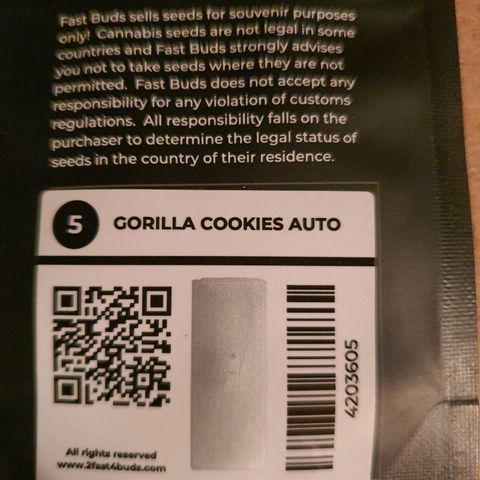 Fast Buds sells seeds for souvenir purposes
only! Cannabis seeds are not legal in some
countries and Fast Buds strongly advises
you not to take seeds where they are not
permitted. Fast Buds does not accept any
responsibility for any violation of customs
regulations. All responsibility falls on the
purchaser to determine the legal status of
seeds in the country of their residence.
5 GORILLA COOKIES AUTO
4203605
All rights reserved
www.2fast4buds.com